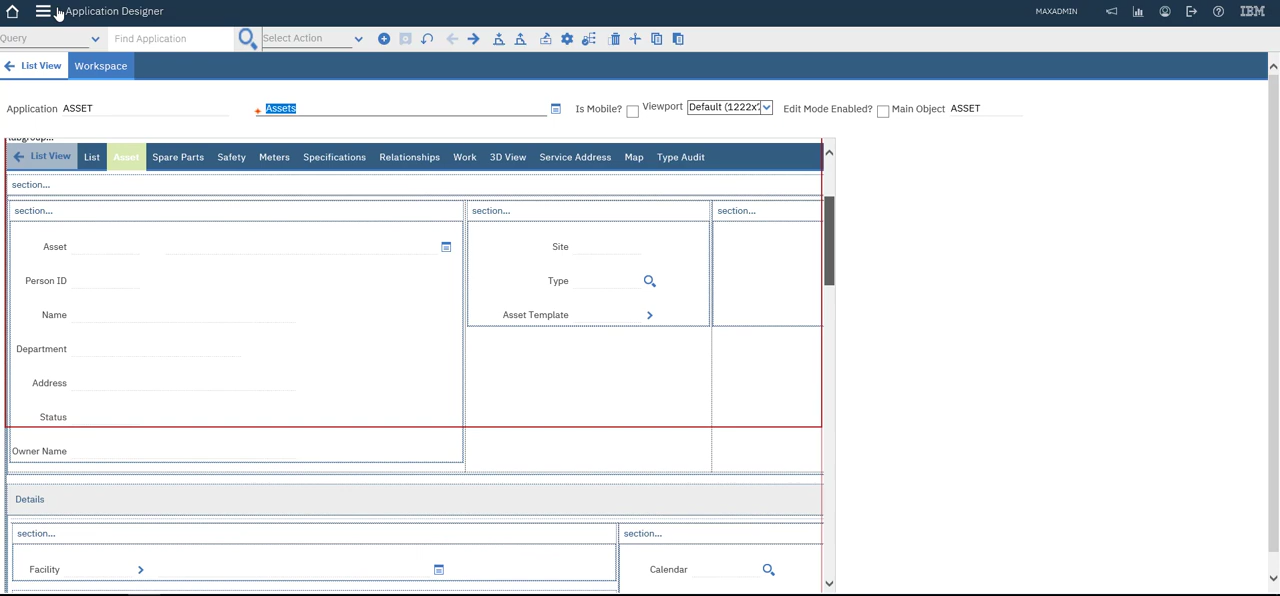 Application Designer MAXADMIN IBM
Query Find Application Select Action
List View Workspace
Application ASSET Assets Is Mobile? Viewport Default (1222x? Edit Mode Enabled? Main Object ASSET
List View List Asset Spare Parts Safety Meters Specifications Relationships Work 3D View Service Address Map Type Audit
section...
section... section... section...
Asset Site
Person ID Type
Name Asset Template
Department
Address
Status
Owner Name
Details
section... section...
Facility Calendar